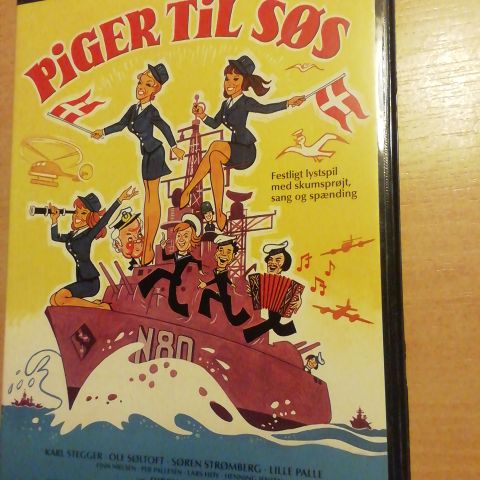 PiGER TiL SØS
Festligt lystspil
med skumsprøjt,
sang og spænding
N80
KARL STEGGER · OLE SØLTOFT · SØREN STRØMBERG · LILLE PALLE
FINN NIELSEN · PER PALLESEN · LARS HØY · HENNING